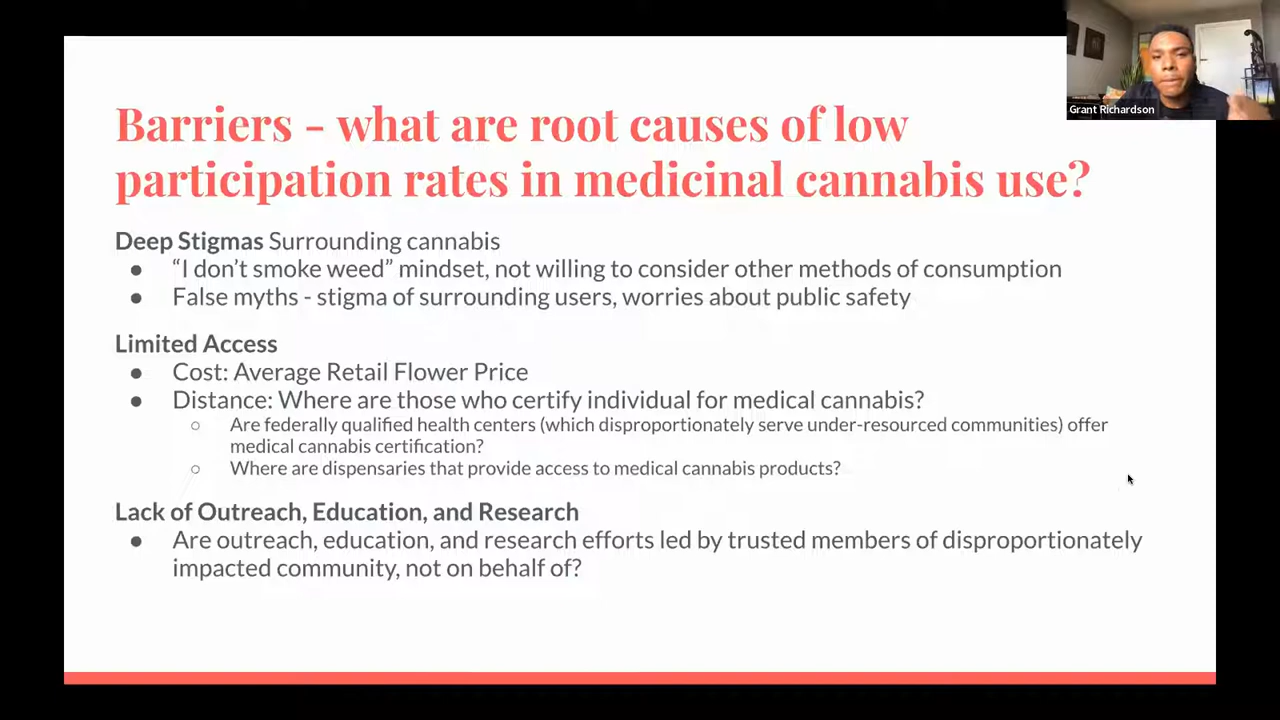 Barriers - what are root causes of low
participation rates in medicinal cannabis use?
Deep Stigmas Surrounding cannabis
● “I don’t smoke weed” mindset, not willing to consider other methods of consumption
● False myths - stigma of surrounding users, worries about public safety
Limited Access
● Cost: Average Retail Flower Price
● Distance: Where are those who certify individual for medical cannabis?
○ Are federally qualified health centers (which disproportionately serve under-resourced communities) offer
medical cannabis certification?
○ Where are dispensaries that provide access to medical cannabis products?
Lack of Outreach, Education, and Research
● Are outreach, education, and research efforts led by trusted members of disproportionately
impacted community, not on behalf of?
Grant Richardson